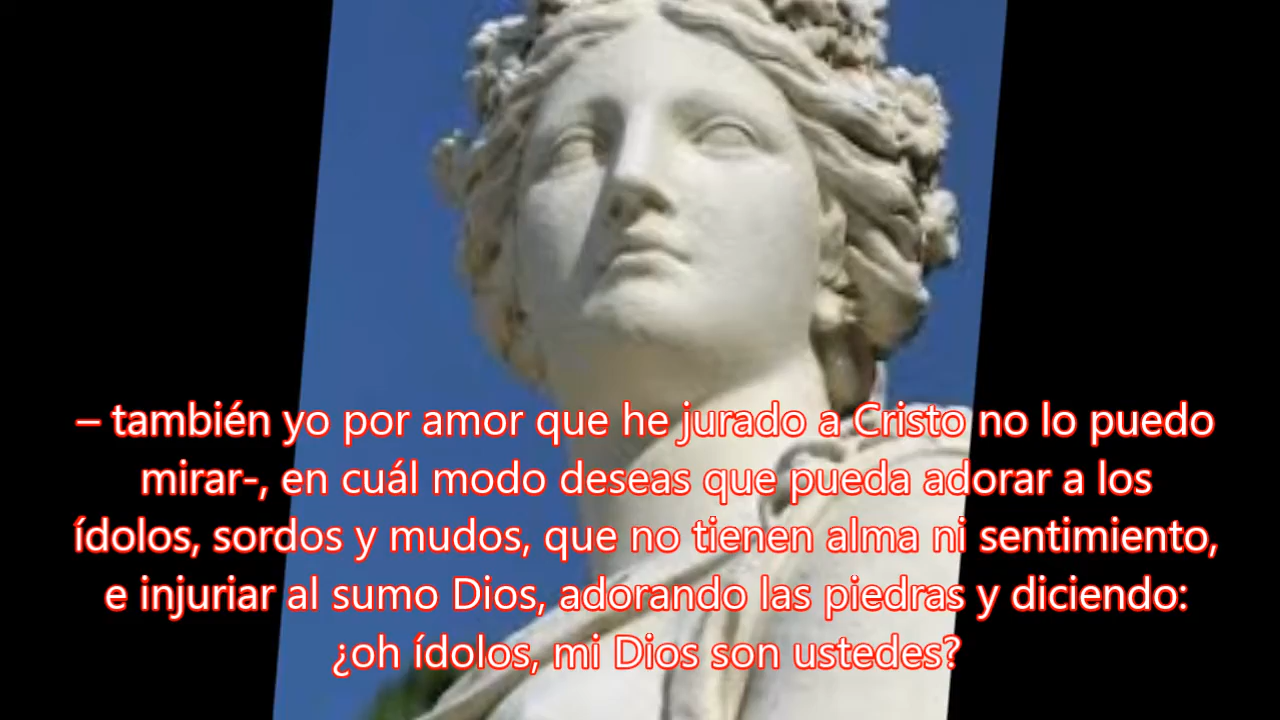 – también yo por amor que he jurado a Cristo no lo puedo
mirar-, en cuál modo deseas que pueda adorar a los
ídolos, sordos y mudos, que no tienen alma ni sentimiento,
e injuriar al sumo Dios, adorando las piedras y diciendo:
¿oh ídolos, mi Dios son ustedes?